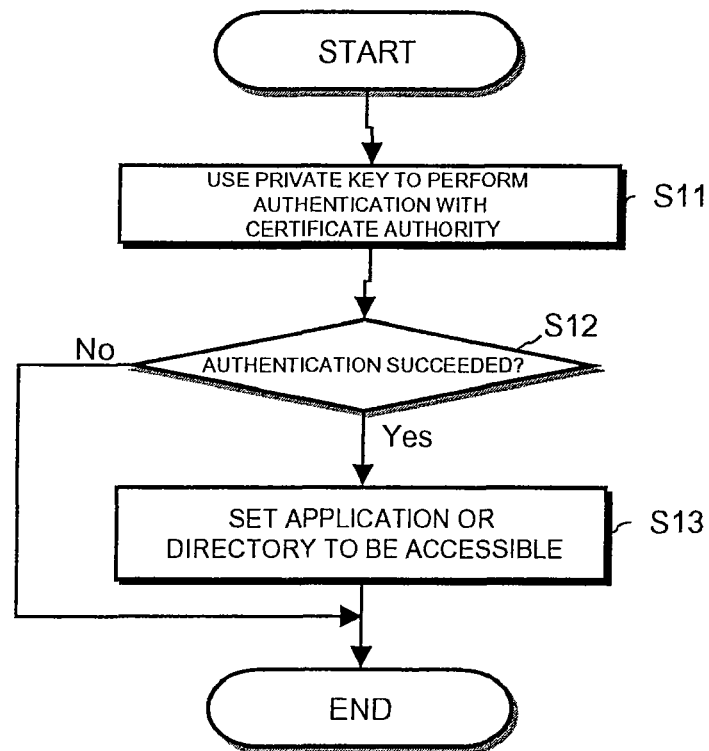 START
USE PRIVATE KEY TO PERFORM
AUTHENTICATION WITH
CERTIFICATE AUTHORITY
S11
S12
No
AUTHENTICATION SUCCEEDED?
Yes
SET APPLICATION OR
DIRECTORY TO BE ACCESSIBLE
S13
END